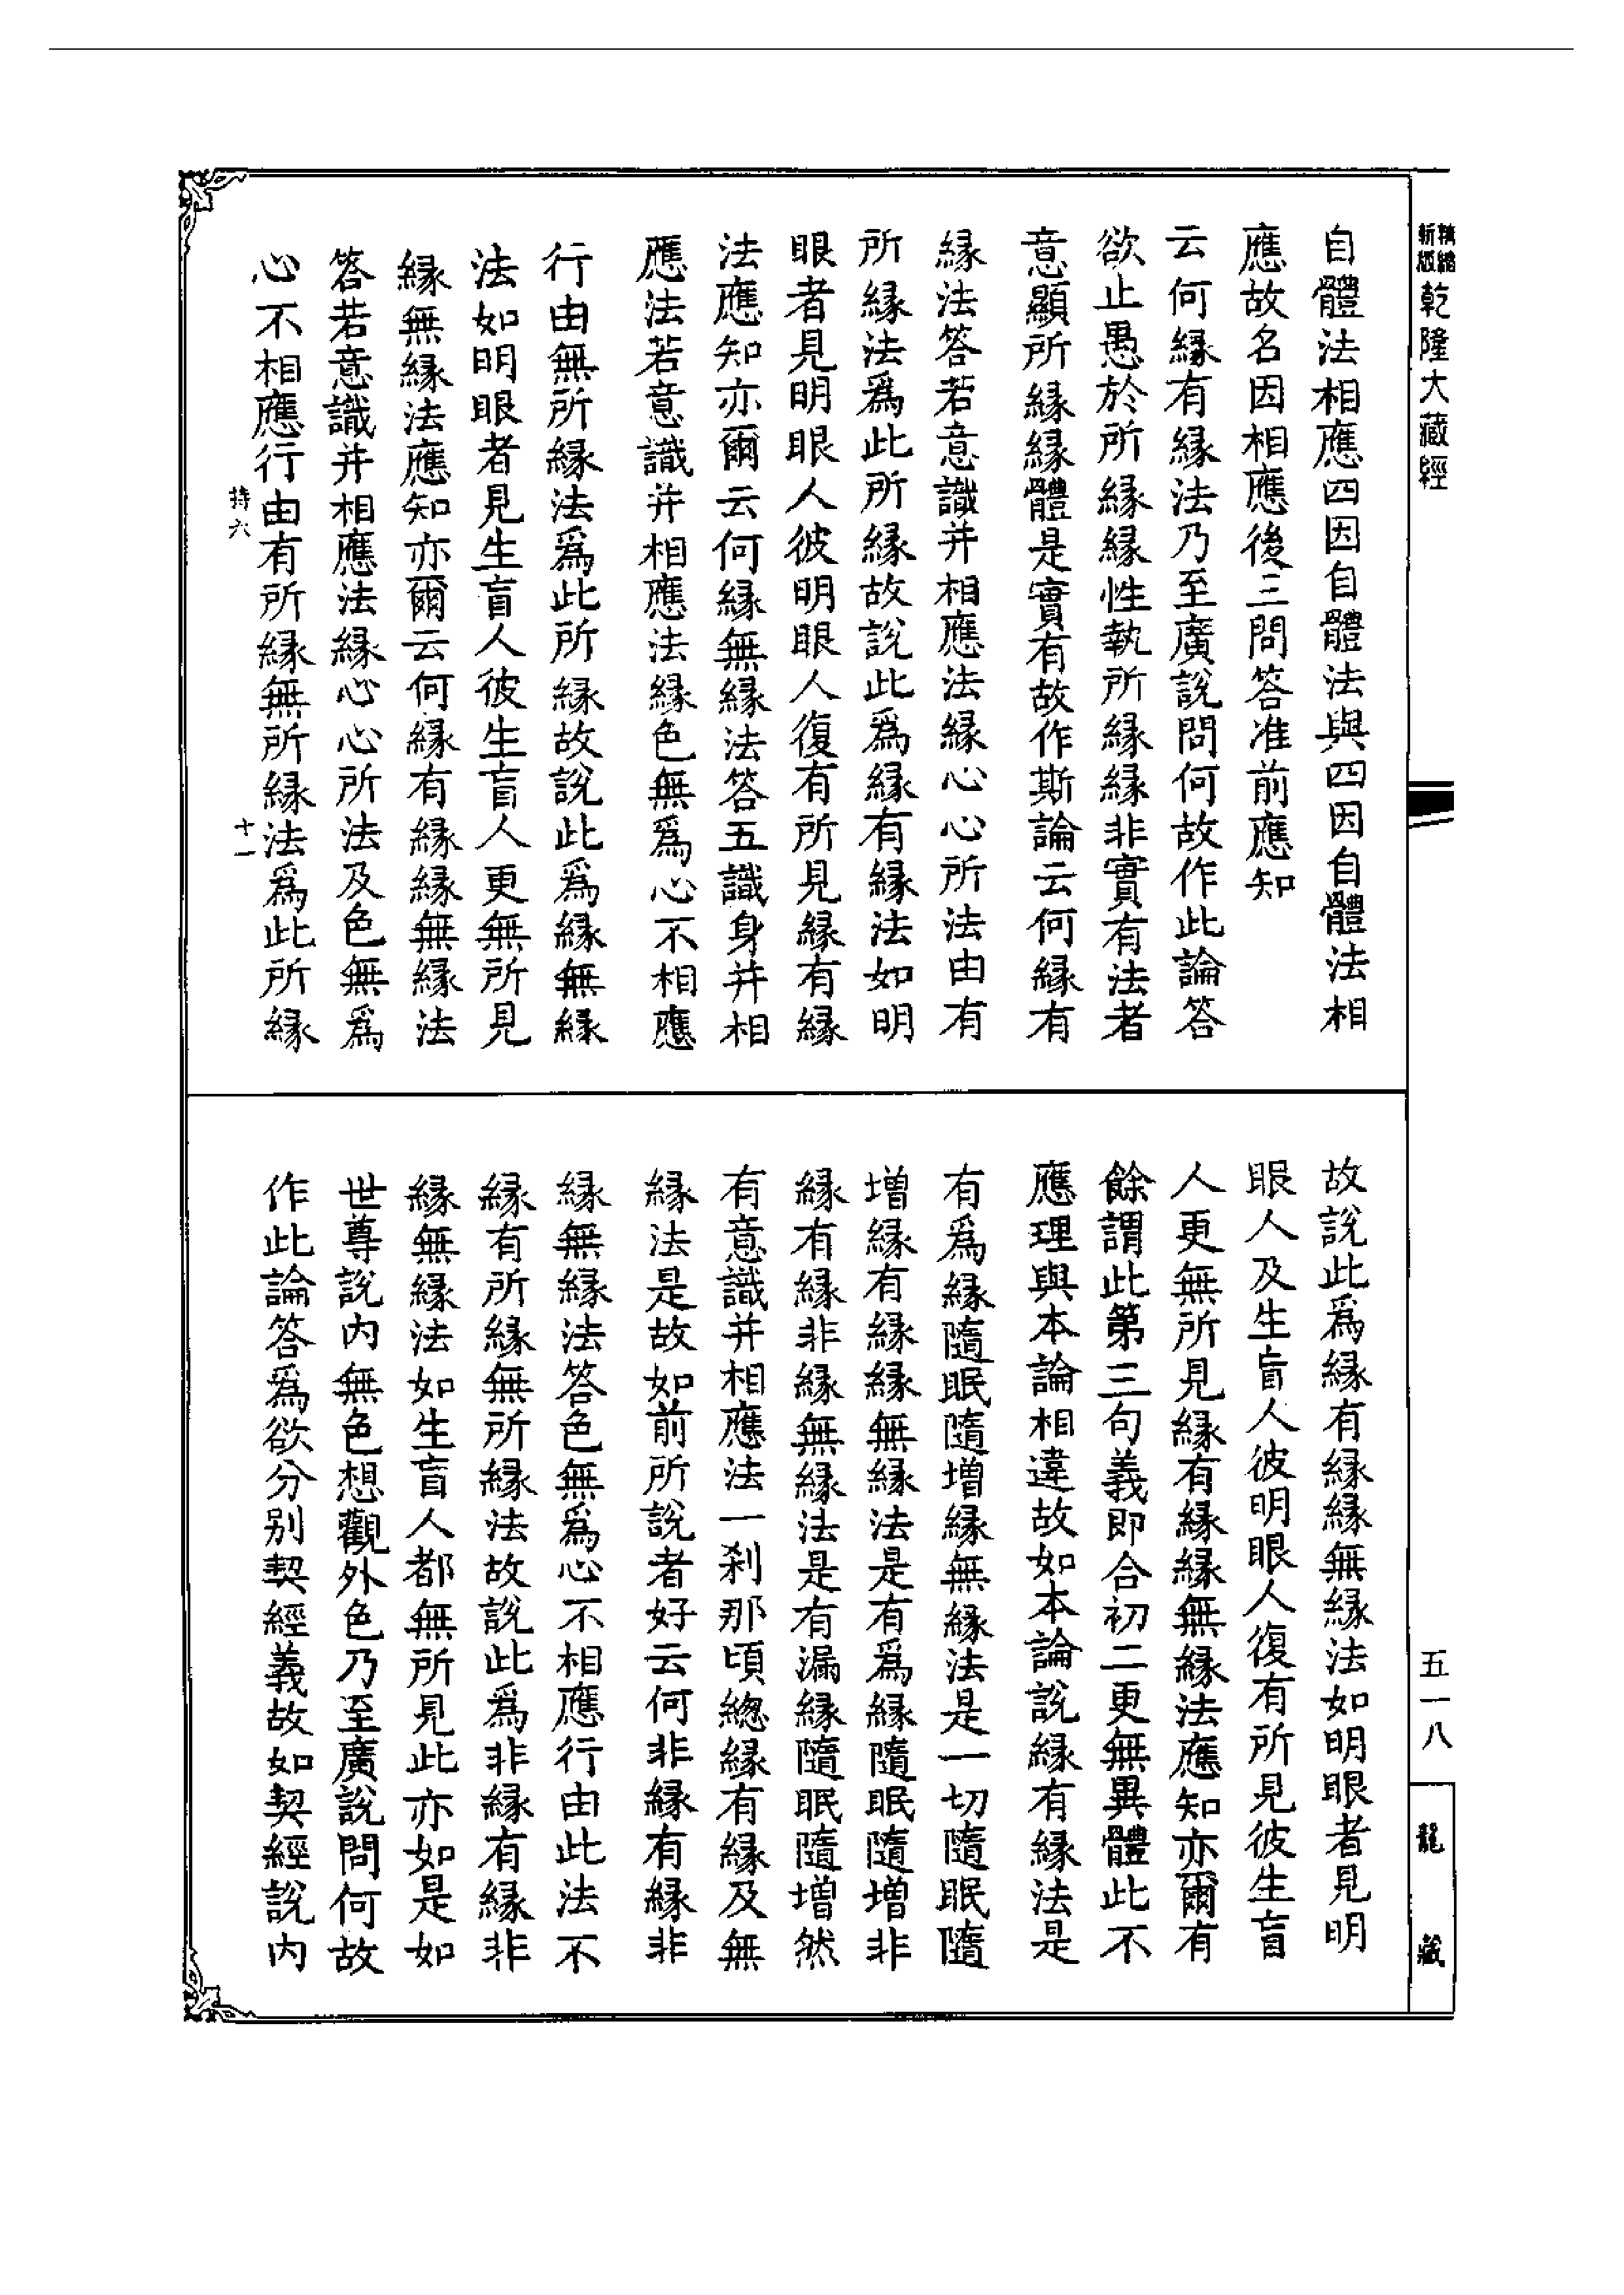 精縮
新版
乾隆大藏經
自體法相應四因自體法與四因自體法相
應故名因相應後三問答准前應知
云何緣有緣法乃至廣說問何故作此論答
欲止愚於所緣緣性執所緣緣非實有法者
意顯所緣緣體是實有故作斯論云何緣有
緣法答若意識并相應法緣心心所法由有
所緣法爲此所緣故說此爲緣有緣法如明
眼者見明眼人彼明眼人復有所見緣有緣
法應知亦爾云何緣無緣法答五識身并相
應法若意識并相應法緣色無爲心不相應
行由無所緣法爲此所緣故說此爲緣無緣
法如明眼者見生盲人彼生盲人更無所見
緣無緣法應知亦爾云何緣有緣緣無緣法
答若意識并相應法緣心心所法及色無爲
心不相應行由有所緣無所緣法爲此所緣
持六
十一
故說此爲緣有緣緣無緣法如明眼者見明
眼人及生盲人彼明眼人復有所見彼生盲
人更無所見緣有緣緣無緣法應知亦爾有
餘謂此第三句義即合初二更無異體此不
應理與本論相違故如本論說緣有緣法是
有爲緣隨眠隨增緣無緣法是一切隨眠隨
增緣有緣緣無緣法是有爲緣隨眠隨增非
緣有緣非緣無緣法是有漏緣隨眠隨增然
有意識并相應法一剎那頃總緣有緣及無
緣法是故如前所說者好云何非緣有緣非
緣無緣法答色無爲心不相應行由此法不
緣有所緣無所緣法故說此爲非緣有緣非
緣無緣法如生盲人都無所見此亦如是如
世尊說內無色想觀外色乃至廣說問何故
作此論答爲欲分別契經義故如契經說內
五一八
龍藏